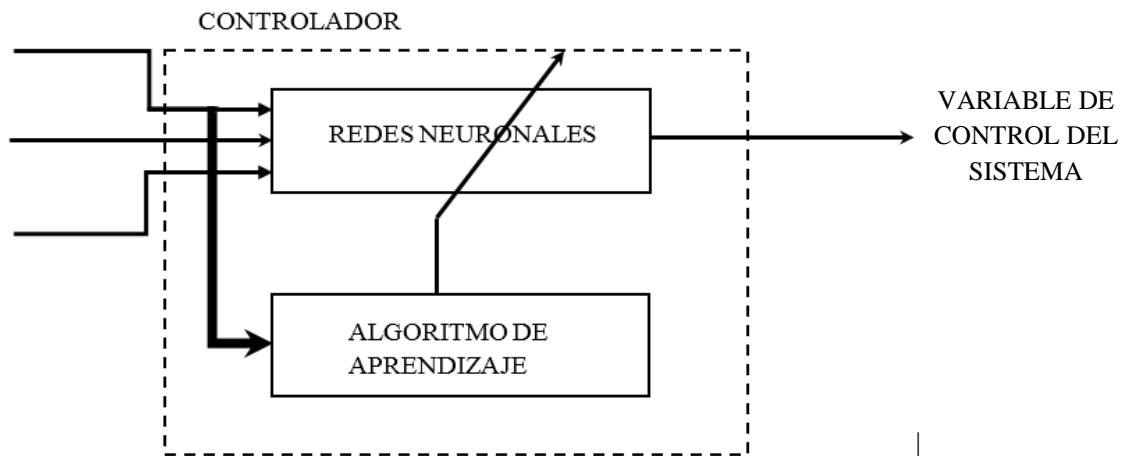 CONTROLADOR
REDES NEURONALES
VARIABLE DE
CONTROL DEL
SISTEMA
ALGORITMO DE
APRENDIZAJE